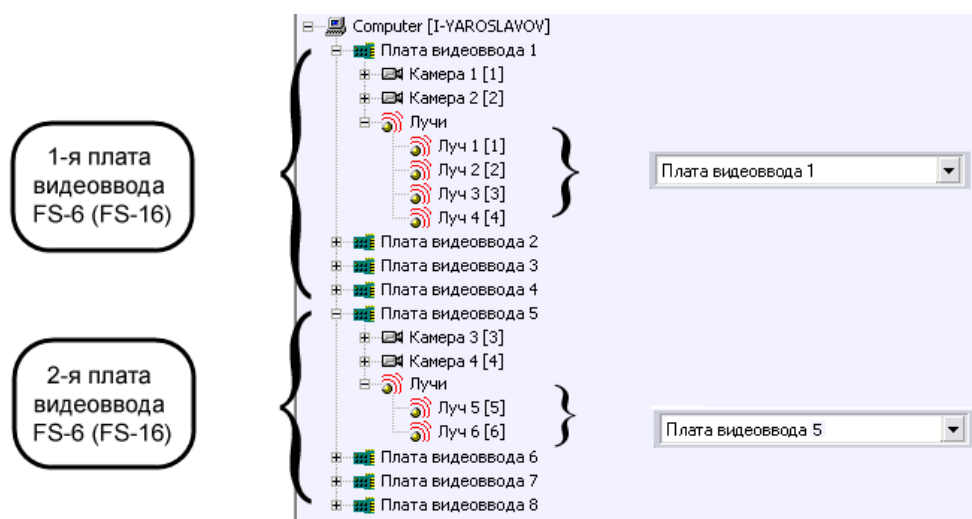 Computer [I-YAROSLAVOV]
Плата видеоввода 1
Камера 1 [1]
Камера 2 [2]
Лучи
Луч 1 [1]
Луч 2 [2]
Луч 3 [3]
Луч 4 [4]
Плата видеоввода 2
Плата видеоввода 3
Плата видеоввода 4
Плата видеоввода 5
Камера 3 [3]
Камера 4 [4]
Лучи
Луч 5 [5]
Луч 6 [6]
Плата видеоввода 6
Плата видеоввода 7
Плата видеоввода 8
1-я плата
видеоввода
FS-6 (FS-16)
2-я плата
видеоввода
FS-6 (FS-16)
Плата видеоввода 1
Плата видеоввода 5